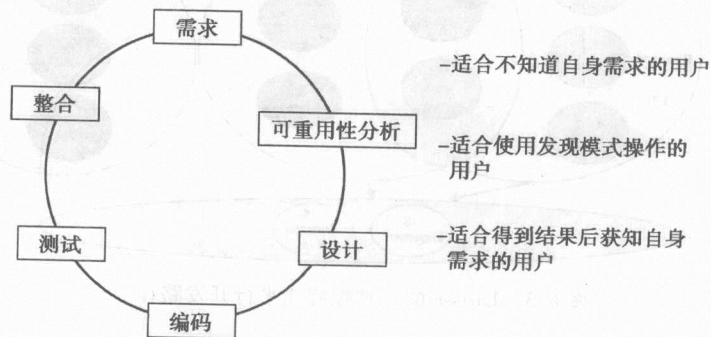 需求
整合
可重用性分析
测试
设计
编码
-适合不知道自身需求的用户
-适合使用发现模式操作的
用户
-适合得到结果后获知自身
需求的用户